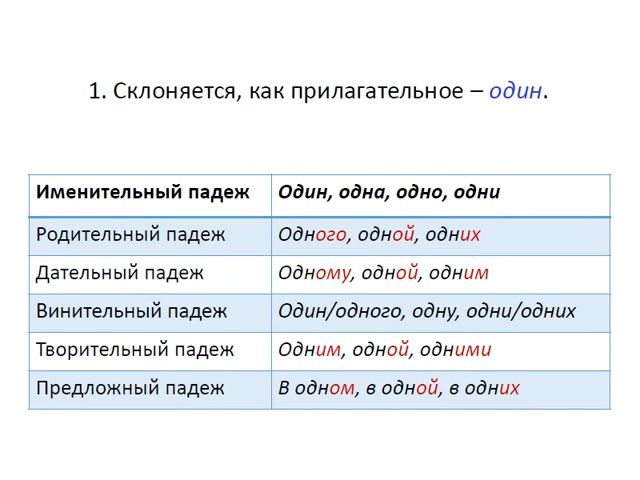 1. Склоняется, как прилагательное – один.
Именительный падеж Один, одна, одно, одни
Родительный падеж Одного, одной, одних
Дательный падеж Одному, одной, одним
Винительный падеж Один/одного, одну, одни/одних
Творительный падеж Одним, одной, одними
Предложный падеж В одном, в одной, в одних